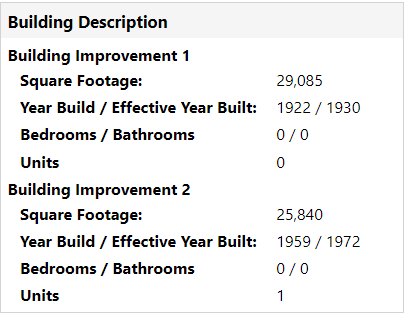 Building Description
Building Improvement 1
Square Footage: 29,085
Year Build / Effective Year Built: 1922 / 1930
Bedrooms / Bathrooms 0 / 0
Units 0
Building Improvement 2
Square Footage: 25,840
Year Build / Effective Year Built: 1959 / 1972
Bedrooms / Bathrooms 0 / 0
Units 1